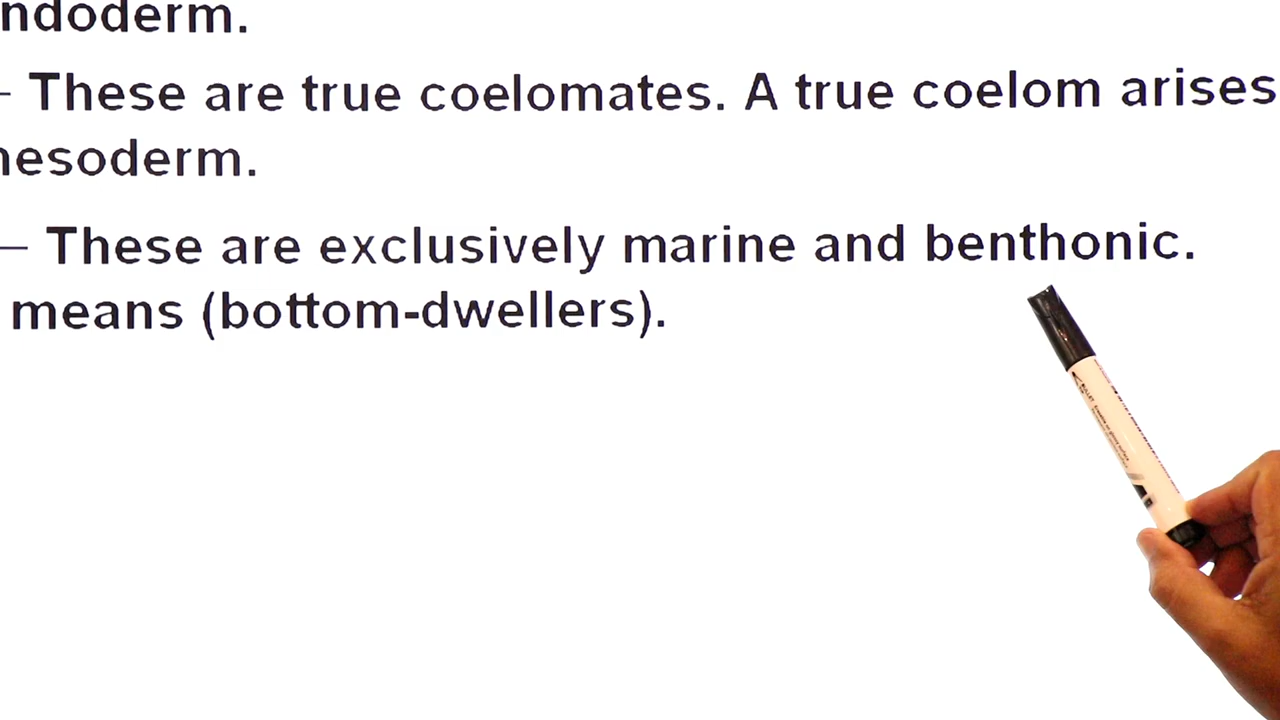 ndoderm.
– These are true coelomates. A true coelom arises
nesoderm.
– These are exclusively marine and benthonic.
means (bottom-dwellers).